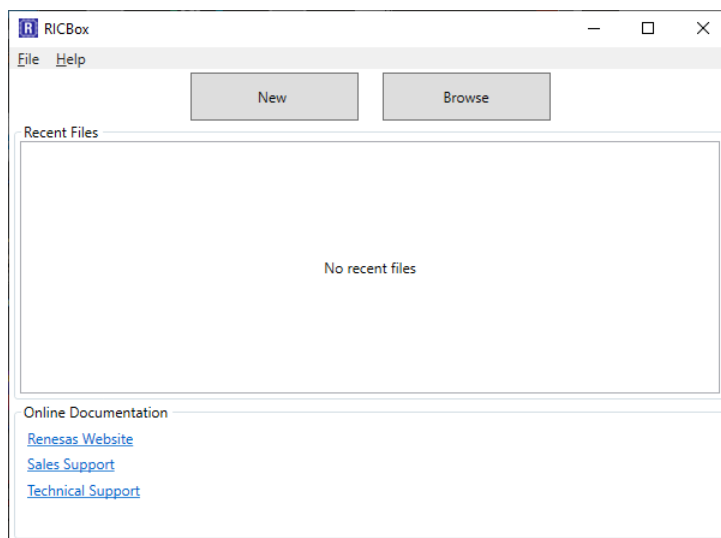 R RICBox
File Help
New Browse
Recent Files
No recent files
Online Documentation
Renesas Website
Sales Support
Technical Support